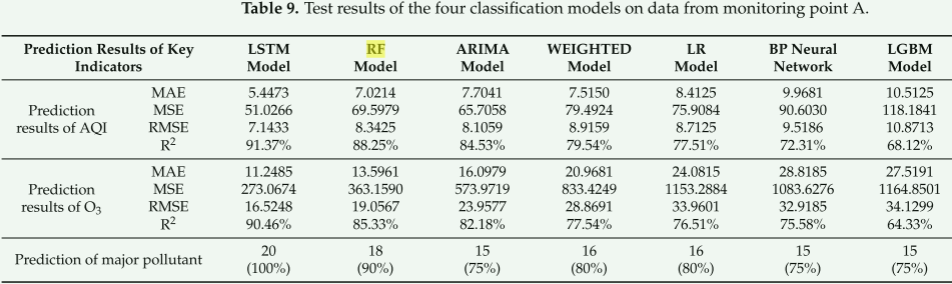 Table 9. Test results of the four classification models on data from monitoring point A.
Prediction Results of Key Indicators LSTM Model RF Model ARIMA Model WEIGHTED Model LR Model BP Neural Network LGBM Model
Prediction results of AQI
MAE 5.4473 7.0214 7.7041 7.5150 8.4125 9.9681 10.5125
MSE 51.0266 69.5979 65.7058 79.4924 75.9084 90.6030 118.1841
RMSE 7.1433 8.3425 8.1059 8.9159 8.7125 9.5186 10.8713
R² 91.37% 88.25% 84.53% 79.54% 77.51% 72.31% 68.12%
Prediction results of O₃
MAE 11.2485 13.5961 16.0979 20.9681 24.0815 28.8185 27.5191
MSE 273.0674 363.1590 573.9719 833.4249 1153.2884 1083.6276 1164.8501
RMSE 16.5248 19.0567 23.9577 28.8691 33.9601 32.9185 34.1299
R² 90.46% 85.33% 82.18% 77.54% 76.51% 75.58% 64.33%
Prediction of major pollutant 20 18 15 16 16 15 15
(100%) (90%) (75%) (80%) (80%) (75%) (75%)